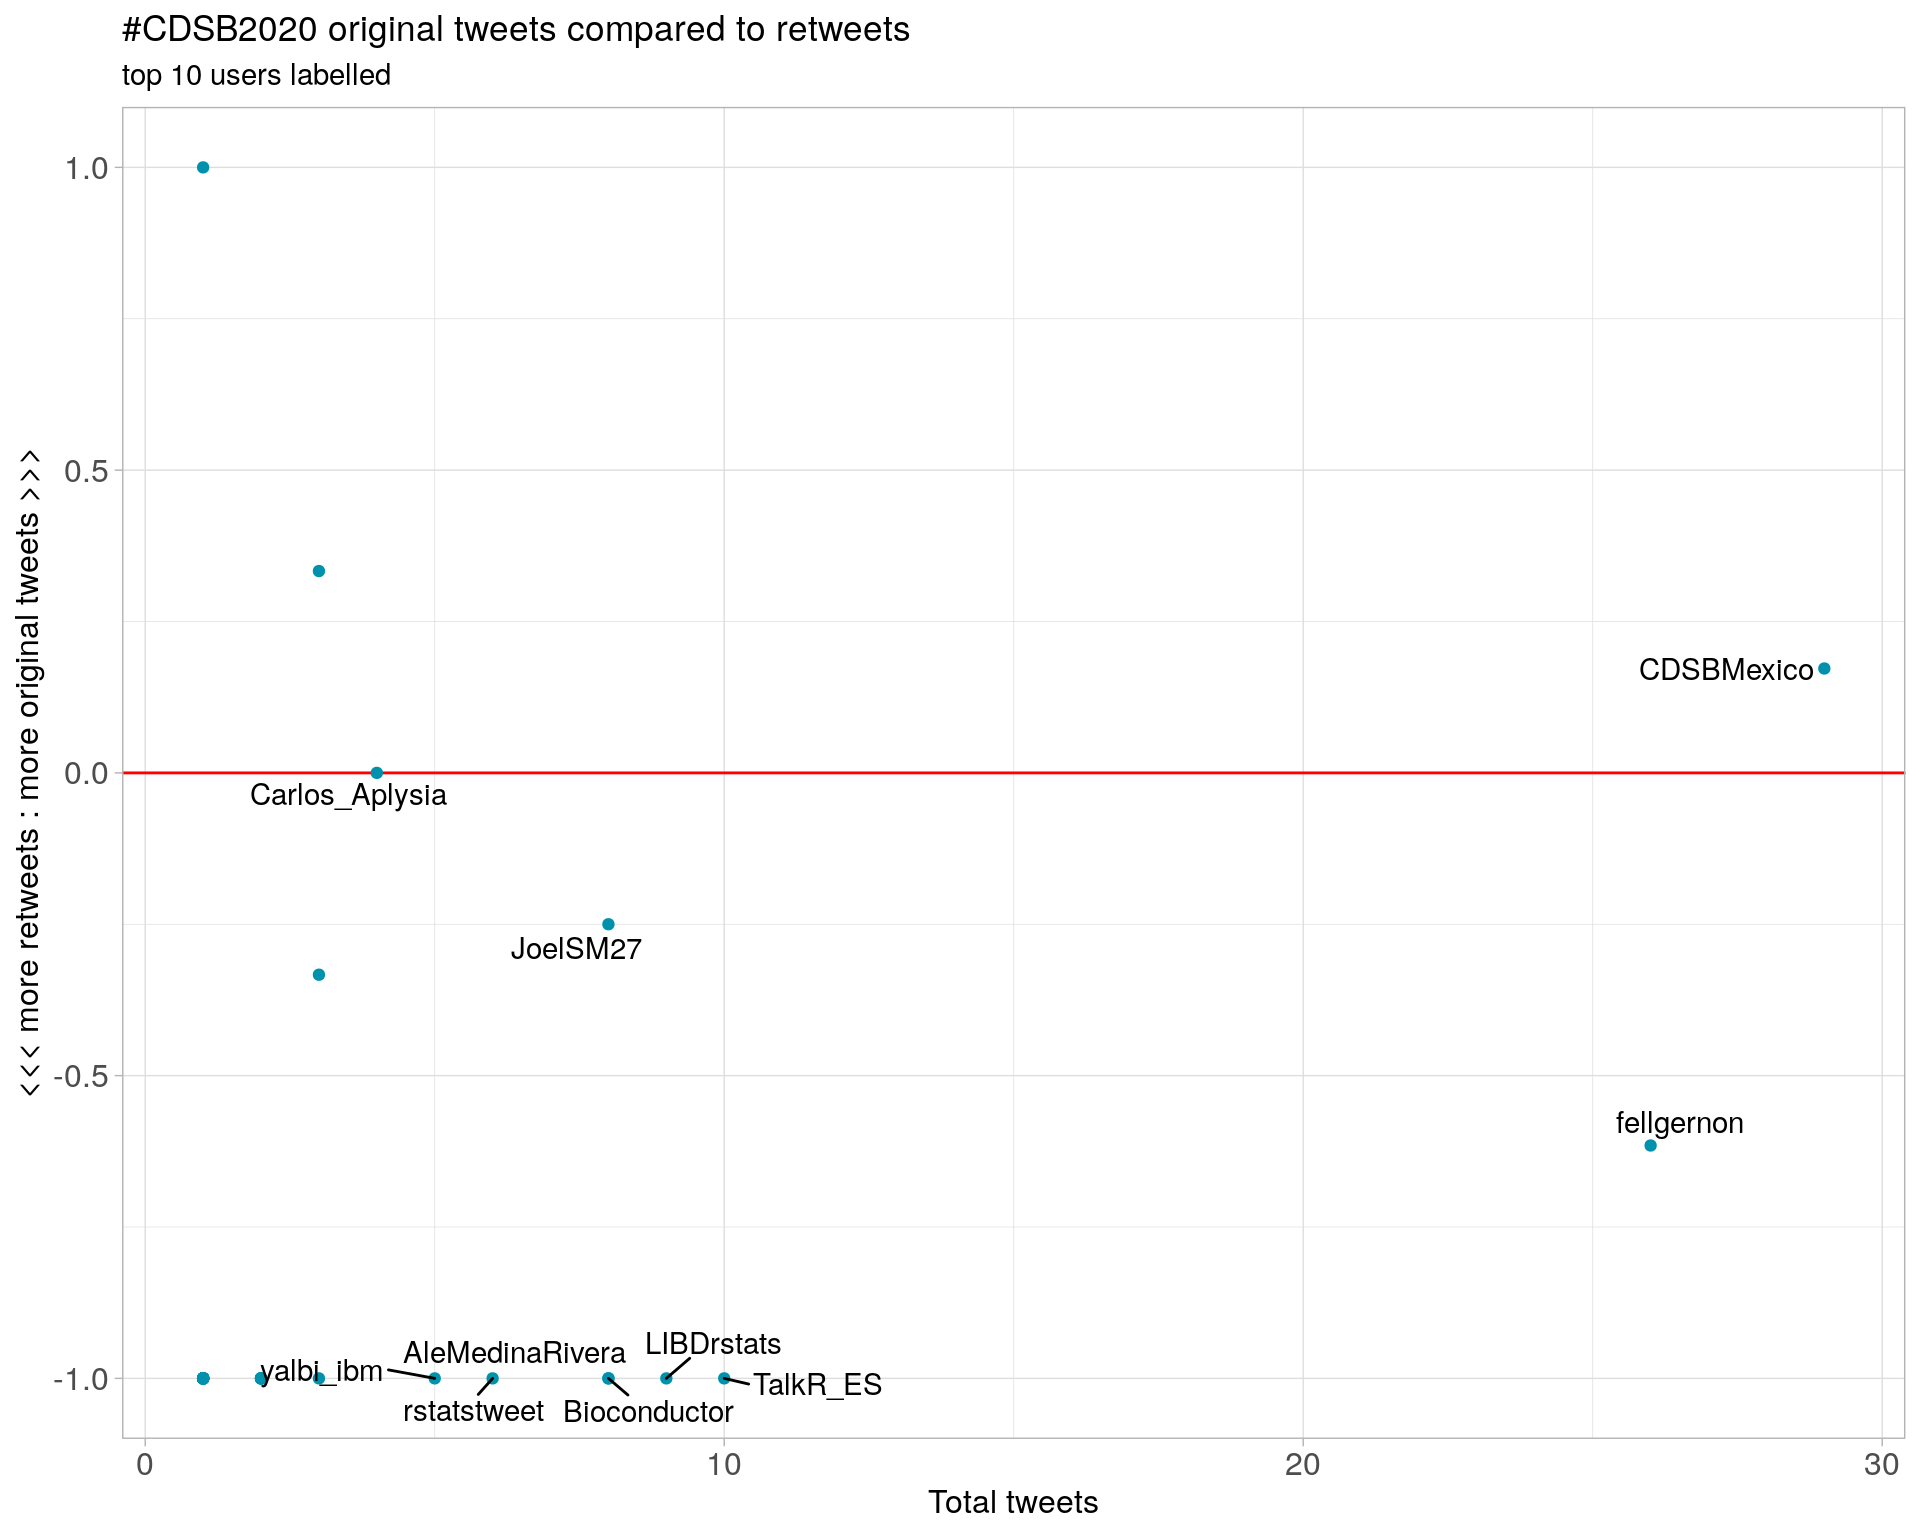 #CDSB2020 original tweets compared to retweets
top 10 users labelled
<<< more retweets : more original tweets >>>
1.0
0.5
CDSBMexico
0.0
Carlos_Aplysia
JoelSM27
-0.5
fellgernon
LIBDrstats
AleMedinaRivera
yalbi_ibm
-1.0
TalkR_ES
rstatstweet
Bioconductor
0
10
20
30
Total tweets